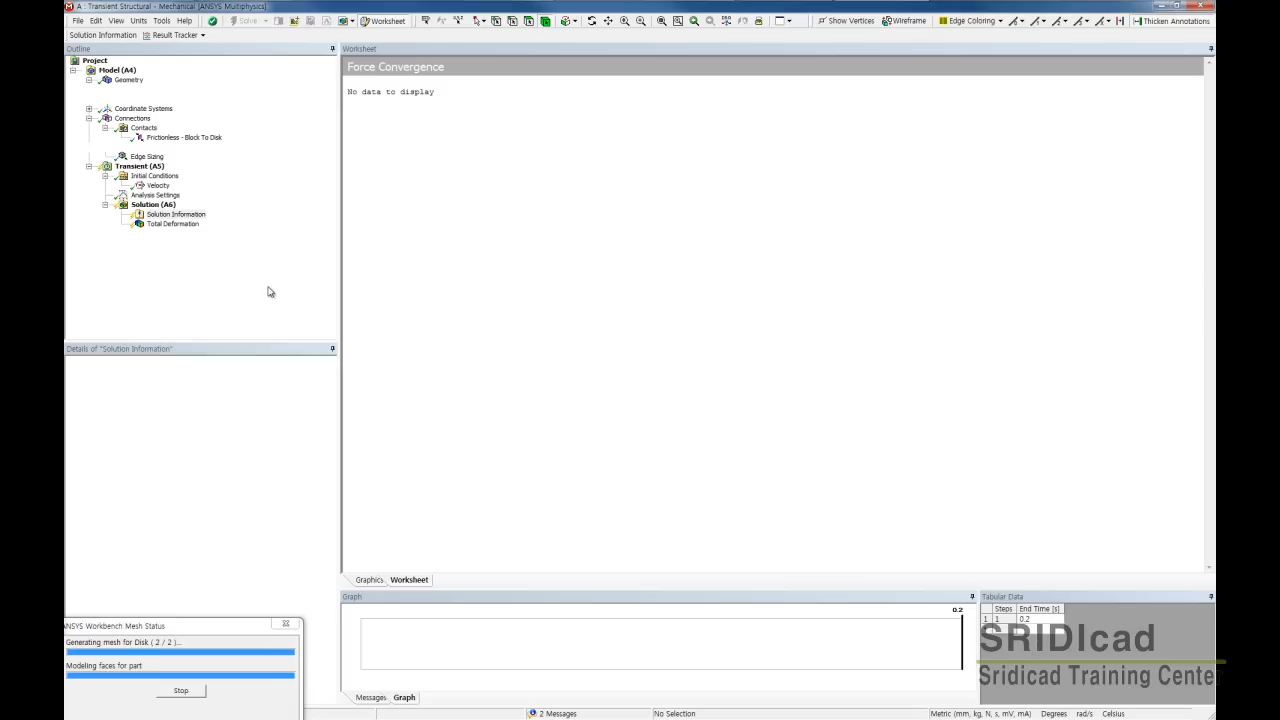 A : Transient Structural - Mechanical [ANSYS Multiphysics]
File Edit View Units Tools Help Solve Worksheet Show Vertices Wireframe Edge Coloring Thicken Annotations
Solution Information Result Tracker
Outline
Project
Model (A4)
Geometry
Coordinate Systems
Connections
Contacts
Frictionless - Block To Disk
Edge Sizing
Transient (A5)
Initial Conditions
Velocity
Analysis Settings
Solution (A6)
Solution Information
Total Deformation
Details of "Solution Information"
Worksheet
Force Convergence
No data to display
Graphics Worksheet
Graph
0.2
Messages Graph
Tabular Data
Steps End Time [s]
1 1 0.2
SRIDIcad
Sridicad Training Center
ANSYS Workbench Mesh Status
Generating mesh for Disk ( 2 / 2 )...
Modeling faces for part
Stop
2 Messages No Selection Metric (mm, kg, N, s, mV, mA) Degrees rad/s Celsius